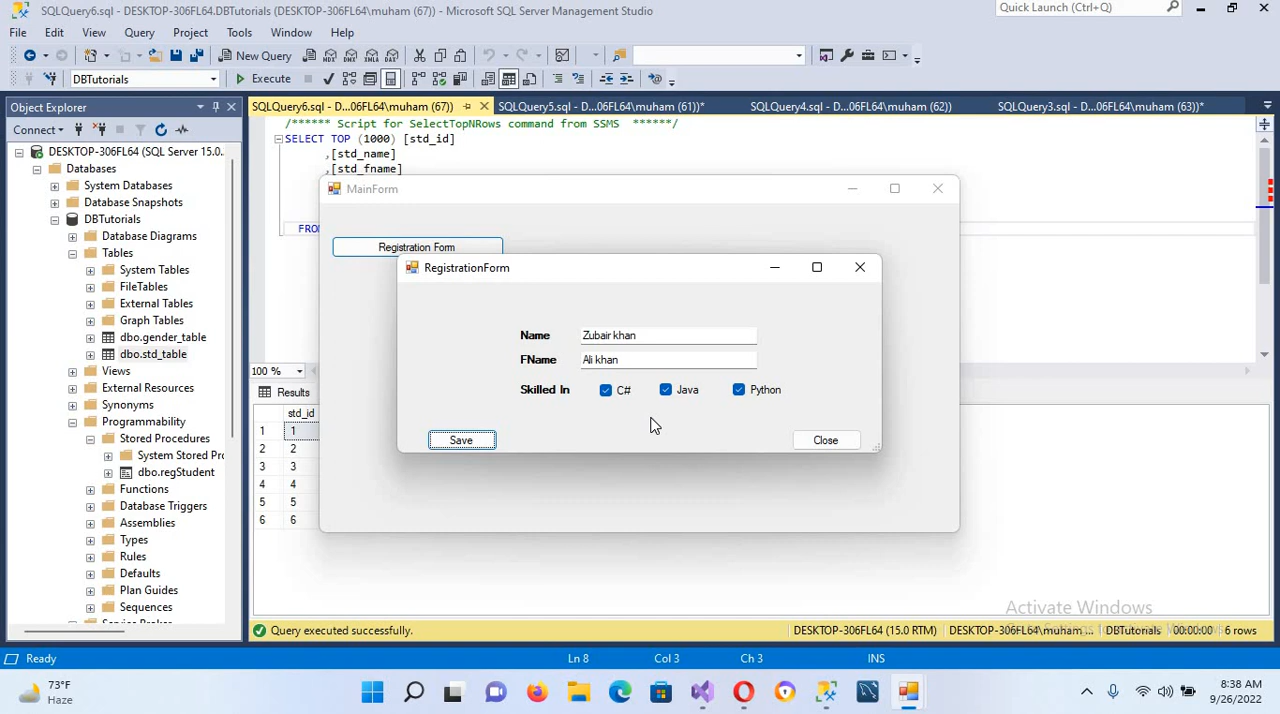 SQLQuery6.sql - DESKTOP-306FL64.DBTutorials (DESKTOP-306FL64\muham (67)) - Microsoft SQL Server Management Studio
Quick Launch (Ctrl+Q)
File Edit View Query Project Tools Window Help
New Query
DBTutorials
Execute
Object Explorer
Connect
DESKTOP-306FL64 (SQL Server 15.0...
Databases
System Databases
Database Snapshots
DBTutorials
Database Diagrams
Tables
System Tables
FileTables
External Tables
Graph Tables
dbo.gender_table
dbo.std_table
Views
External Resources
Synonyms
Programmability
Stored Procedures
System Stored Pr
dbo.regStudent
Functions
Database Triggers
Assemblies
Types
Rules
Defaults
Plan Guides
Sequences
SQLQuery6.sql - D...06FL64\muham (67))
SQLQuery5.sql - D...06FL64\muham (61))*
SQLQuery4.sql - D...06FL64\muham (62))
SQLQuery3.sql - D...06FL64\muham (63))*
/****** Script for SelectTopNRows command from SSMS ******/
SELECT TOP (1000) [std_id]
,[std_name]
,[std_fname]
FRO
MainForm
Registration Form
RegistrationForm
Name Zubair khan
FName Ali khan
Skilled In C# Java Python
Save Close
100 %
Results
std_id
1 1
2 2
3 3
4 4
5 5
6 6
Activate Windows
Query executed successfully.
DESKTOP-306FL64 (15.0 RTM) DESKTOP-306FL64\muham ... DBTutorials 00:00:00 6 rows
Ready Ln 8 Col 3 Ch 3 INS
73°F
Haze
8:38 AM
9/26/2022